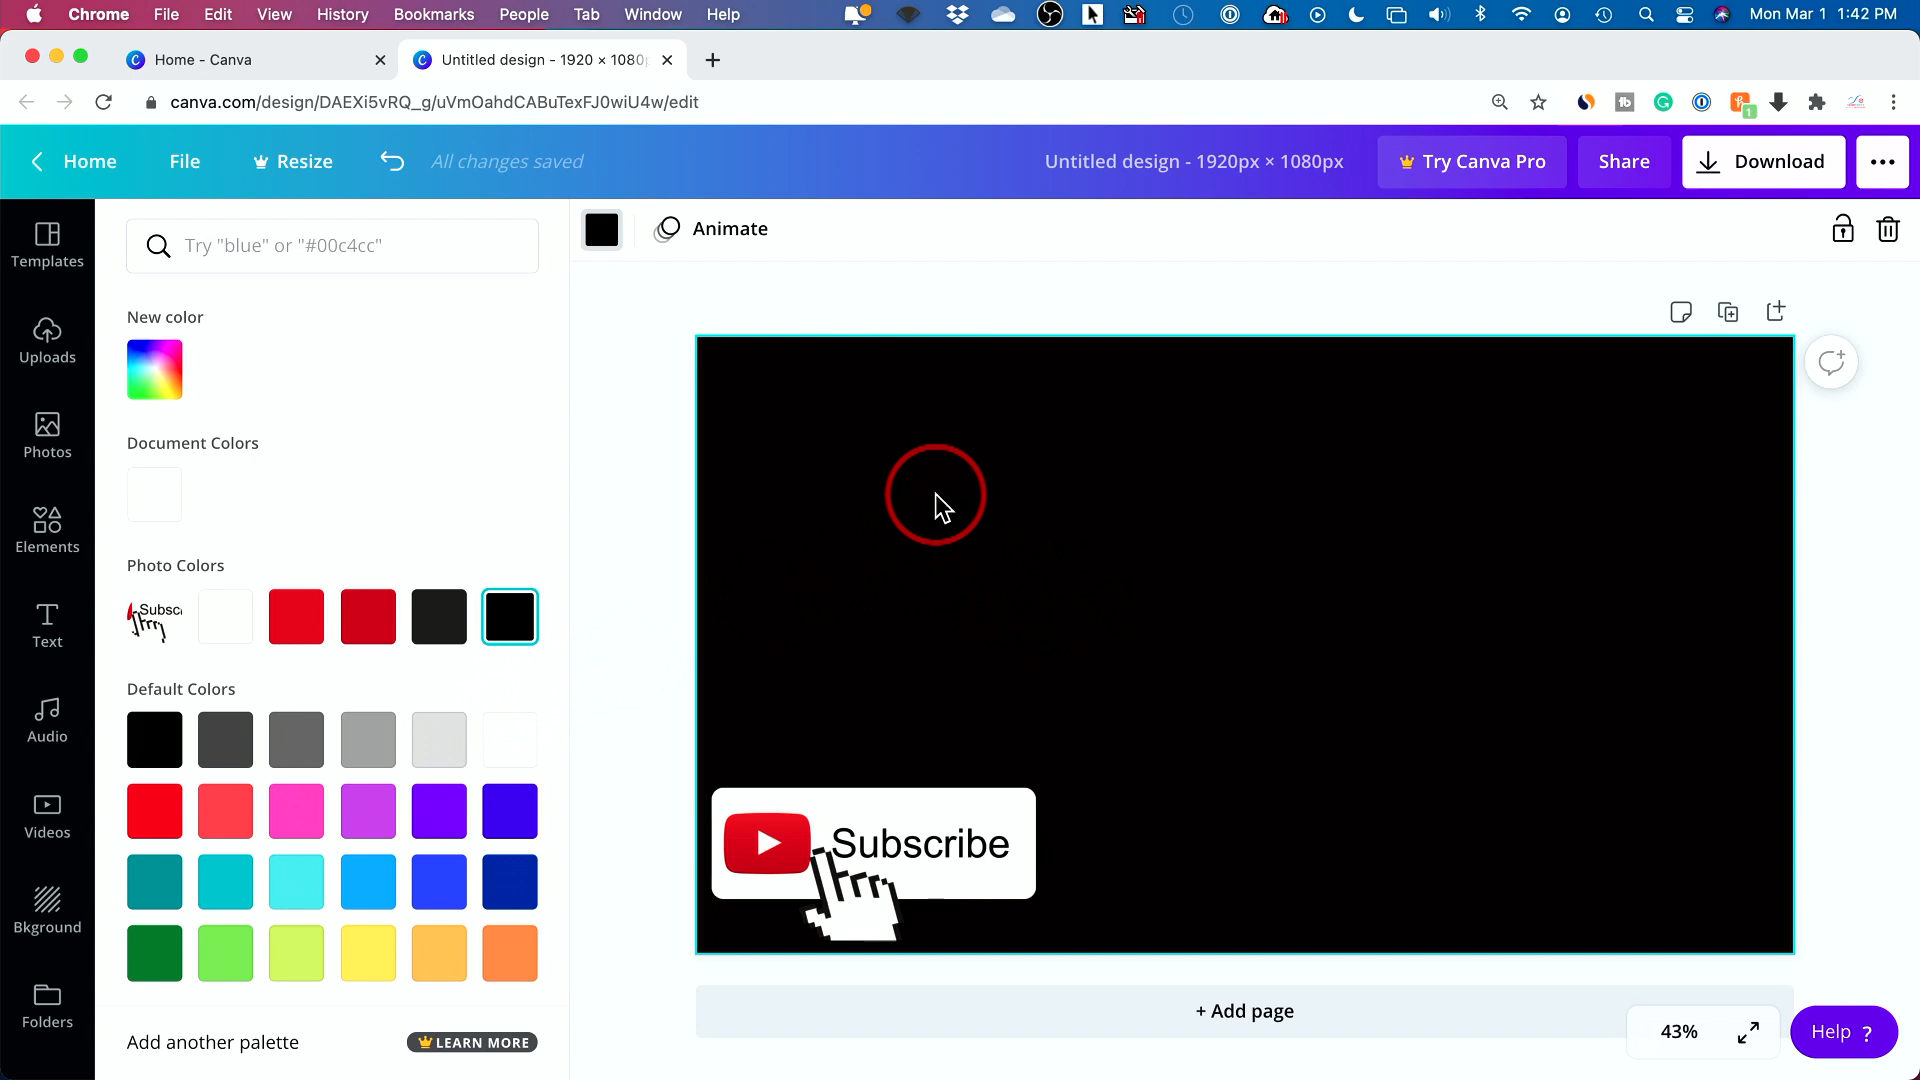 Chrome File Edit View History Bookmarks People Tab Window Help Mon Mar 1 1:42 PM
Home - Canva Untitled design - 1920 × 1080
canva.com/design/DAEXi5vRQ_g/uVmOahdCABuTexFJ0wiU4w/edit
Home File Resize All changes saved Untitled design - 1920px × 1080px Try Canva Pro Share Download
Templates
Uploads
Photos
Elements
Text
Audio
Videos
Bkground
Folders
Try "blue" or "#00c4cc"
New color
Document Colors
Photo Colors
Subsc
Default Colors
Add another palette LEARN MORE
Animate
Subscribe
+ Add page
43%
Help ?